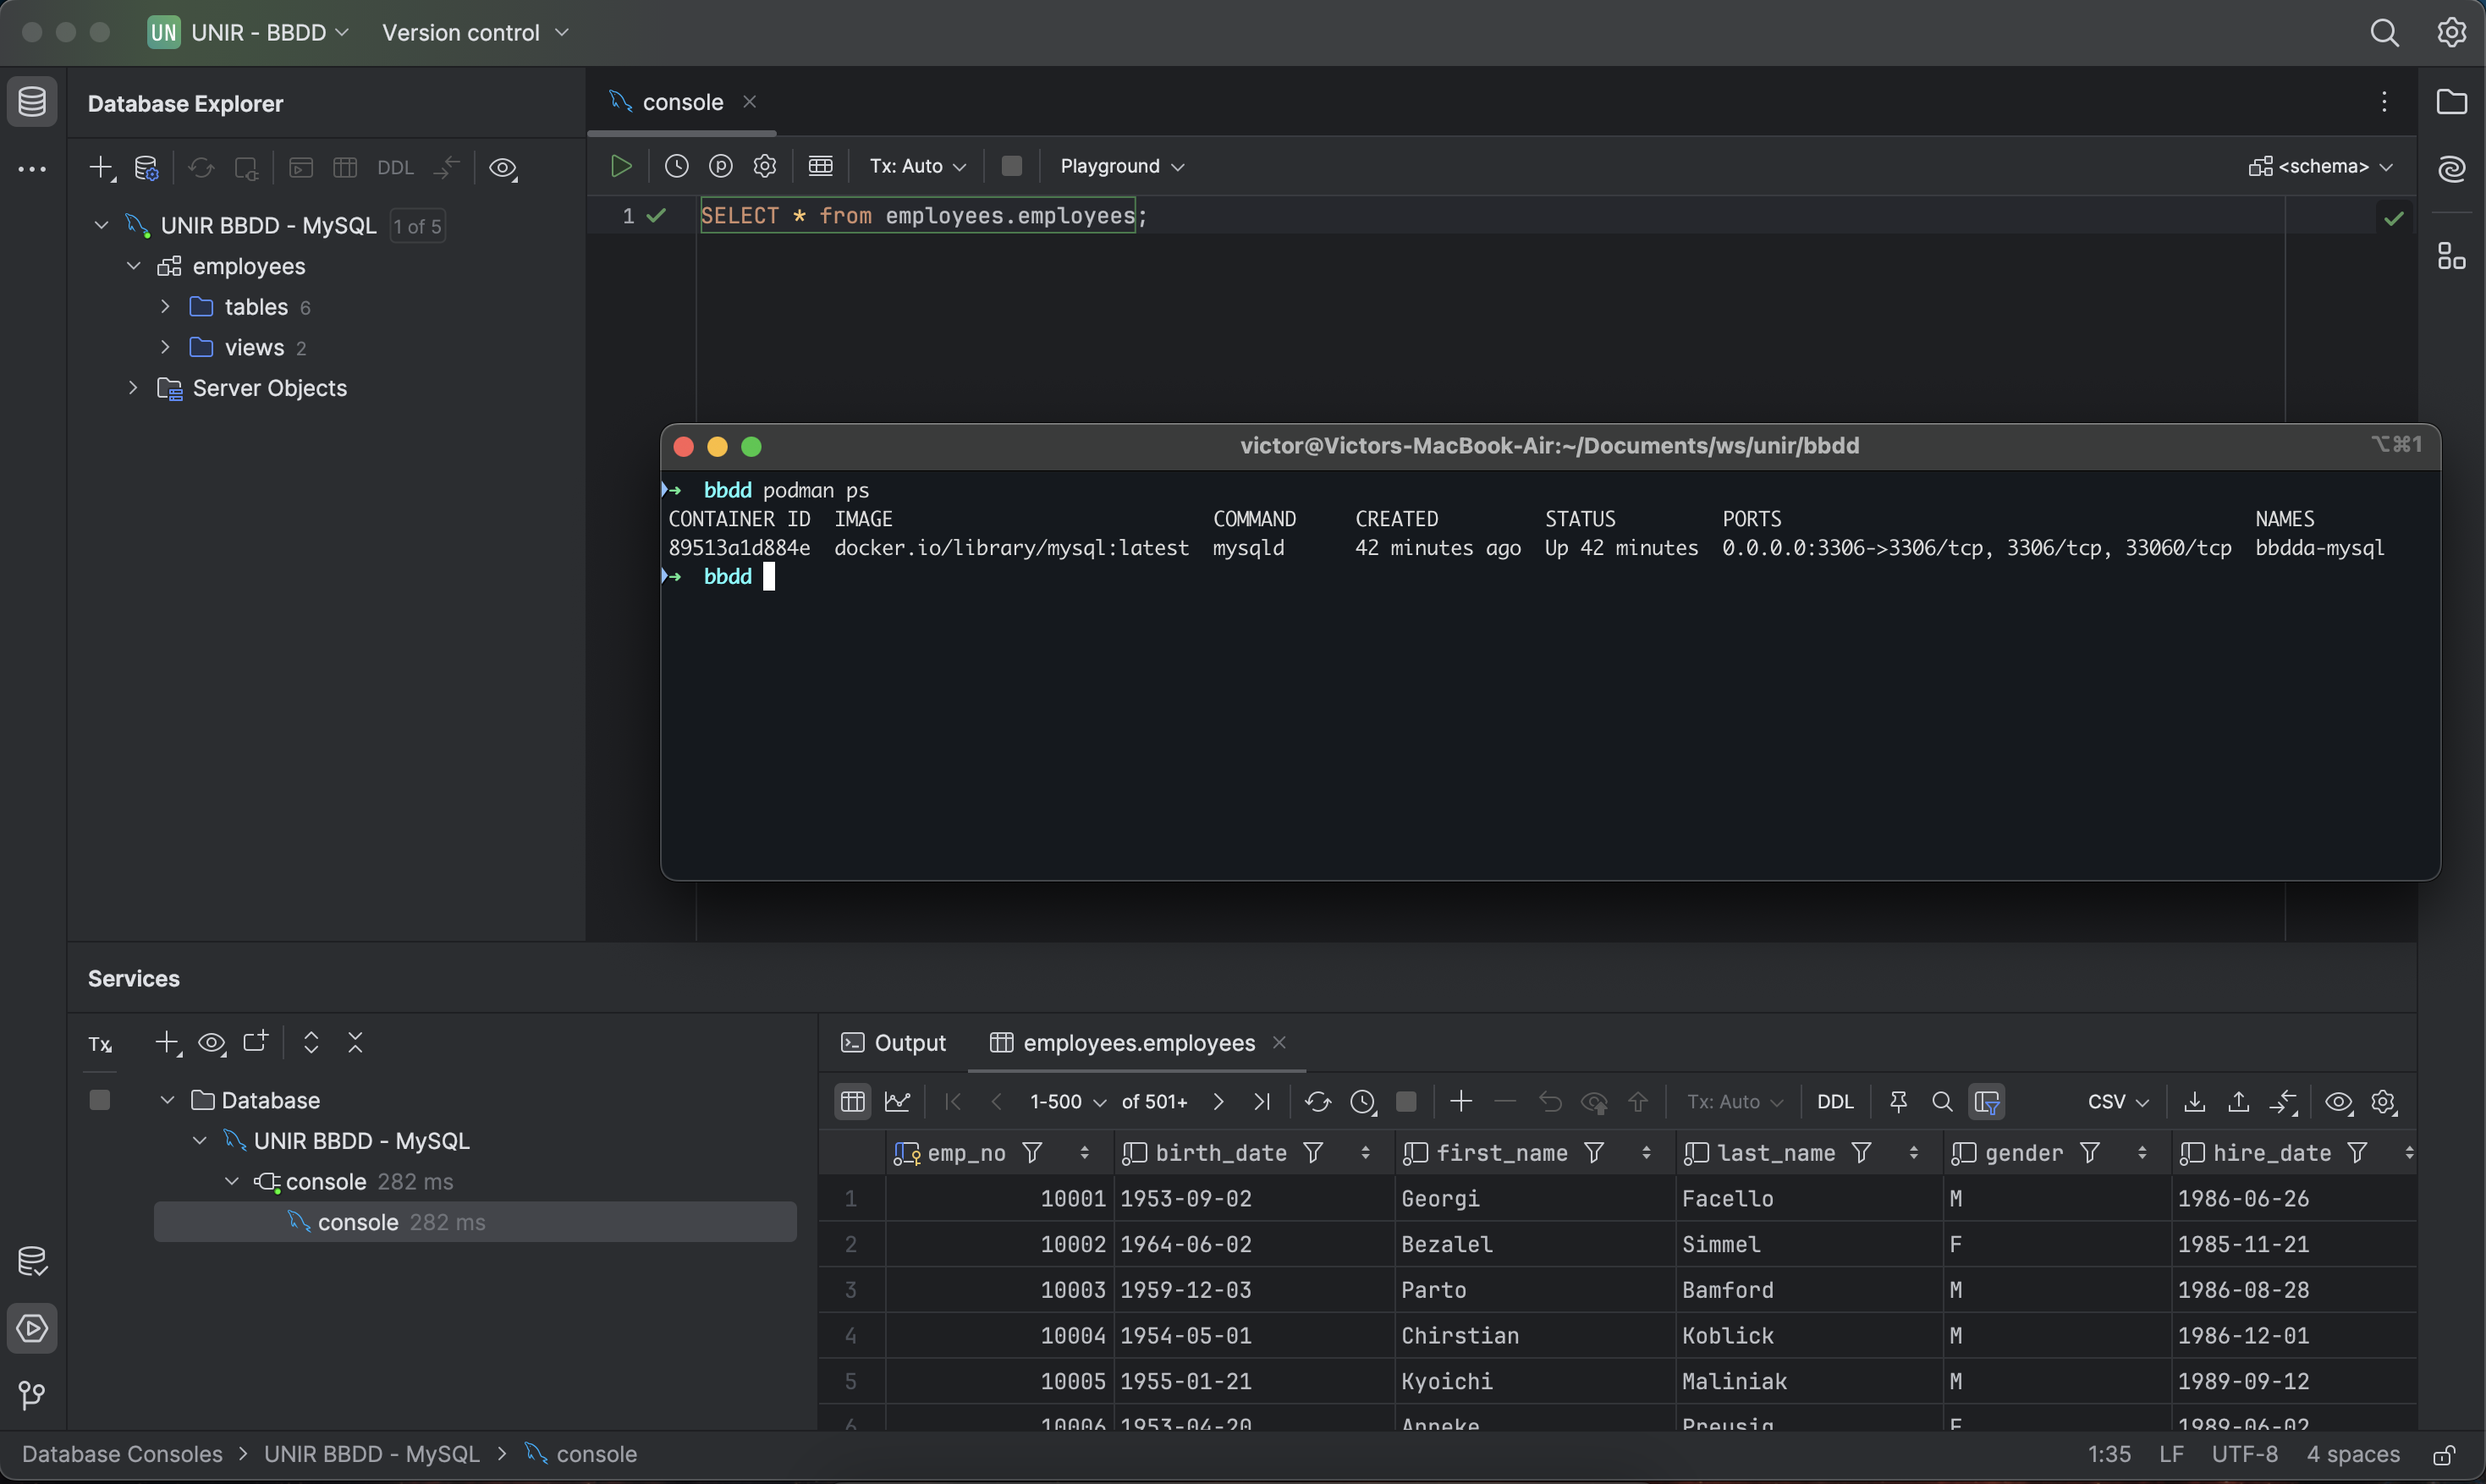 UN UNIR - BBDD Version control
Database Explorer
console
DDL
Tx: Auto Playground <schema>
UNIR BBDD - MySQL 1 of 5
employees
tables 6
views 2
Server Objects
1 SELECT * from employees.employees;
victor@Victors-MacBook-Air:~/Documents/ws/unir/bbdd ⌥⌘1
➜ bbdd podman ps
CONTAINER ID IMAGE COMMAND CREATED STATUS PORTS NAMES
89513a1d884e docker.io/library/mysql:latest mysqld 42 minutes ago Up 42 minutes 0.0.0.0:3306->3306/tcp, 3306/tcp, 33060/tcp bbdda-mysql
➜ bbdd
Services
Tx
Database
UNIR BBDD - MySQL
console 282 ms
console 282 ms
Output employees.employees
1-500 of 501+ Tx: Auto DDL CSV
emp_no birth_date first_name last_name gender hire_date
1 10001 1953-09-02 Georgi Facello M 1986-06-26
2 10002 1964-06-02 Bezalel Simmel F 1985-11-21
3 10003 1959-12-03 Parto Bamford M 1986-08-28
4 10004 1954-05-01 Chirstian Koblick M 1986-12-01
5 10005 1955-01-21 Kyoichi Maliniak M 1989-09-12
6 10006 1953-04-20 Anneke Preusig F 1989-06-02
Database Consoles > UNIR BBDD - MySQL > console 1:35 LF UTF-8 4 spaces